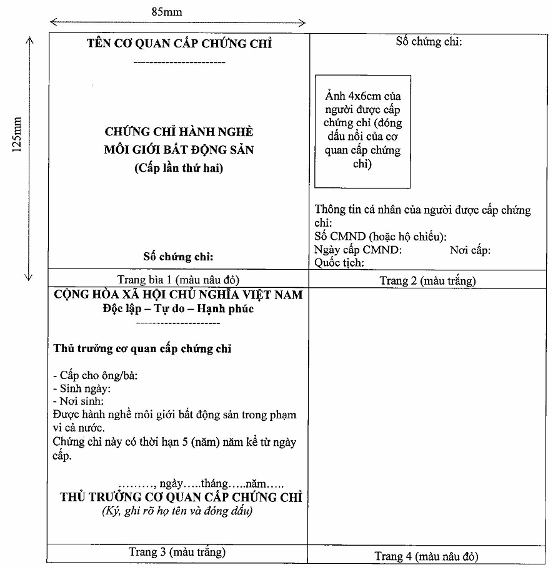 85mm
125mm
TÊN CƠ QUAN CẤP CHỨNG CHỈ
-----------------------
CHỨNG CHỈ HÀNH NGHỀ
MÔI GIỚI BẤT ĐỘNG SẢN
(Cấp lần thứ hai)
Số chứng chỉ:
Trang bìa 1 (màu nâu đỏ)
Số chứng chỉ:
Ảnh 4x6cm của
người được cấp
chứng chỉ (đóng
dấu nổi của cơ
quan cấp chứng
chỉ)
Thông tin cá nhân của người được cấp chứng
chỉ:
Số CMND (hoặc hộ chiếu):
Ngày cấp CMND: Nơi cấp:
Quốc tịch:
Trang 2 (màu trắng)
CỘNG HÒA XÃ HỘI CHỦ NGHĨA VIỆT NAM
Độc lập – Tự do – Hạnh phúc
---------------------
Thủ trưởng cơ quan cấp chứng chỉ
- Cấp cho ông/bà:
- Sinh ngày:
- Nơi sinh:
Được hành nghề môi giới bất động sản trong phạm
vi cả nước.
Chứng chỉ này có thời hạn 5 (năm) năm kể từ ngày
cấp.
………, ngày…..tháng…..năm…..
THỦ TRƯỞNG CƠ QUAN CẤP CHỨNG CHỈ
(Ký, ghi rõ họ tên và đóng dấu)
Trang 3 (màu trắng)
Trang 4 (màu nâu đỏ)